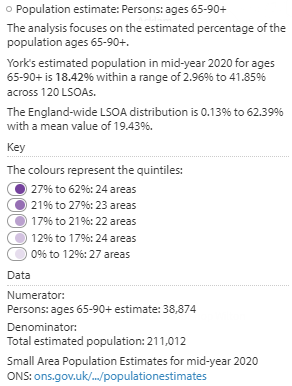 Population estimate: Persons: ages 65-90+
The analysis focuses on the estimated percentage of the
population ages 65-90+.
York's estimated population in mid-year 2020 for ages
65-90+ is 18.42% within a range of 2.96% to 41.85%
across 120 LSOAs.
The England-wide LSOA distribution is 0.13% to 62.39%
with a mean value of 19.43%.
Key
The colours represent the quintiles:
27% to 62%: 24 areas
21% to 27%: 23 areas
17% to 21%: 22 areas
12% to 17%: 24 areas
0% to 12%: 27 areas
Data
Numerator:
Persons: ages 65-90+ estimate: 38,874
Denominator:
Total estimated population: 211,012
Small Area Population Estimates for mid-year 2020
ONS: ons.gov.uk/.../populationestimates